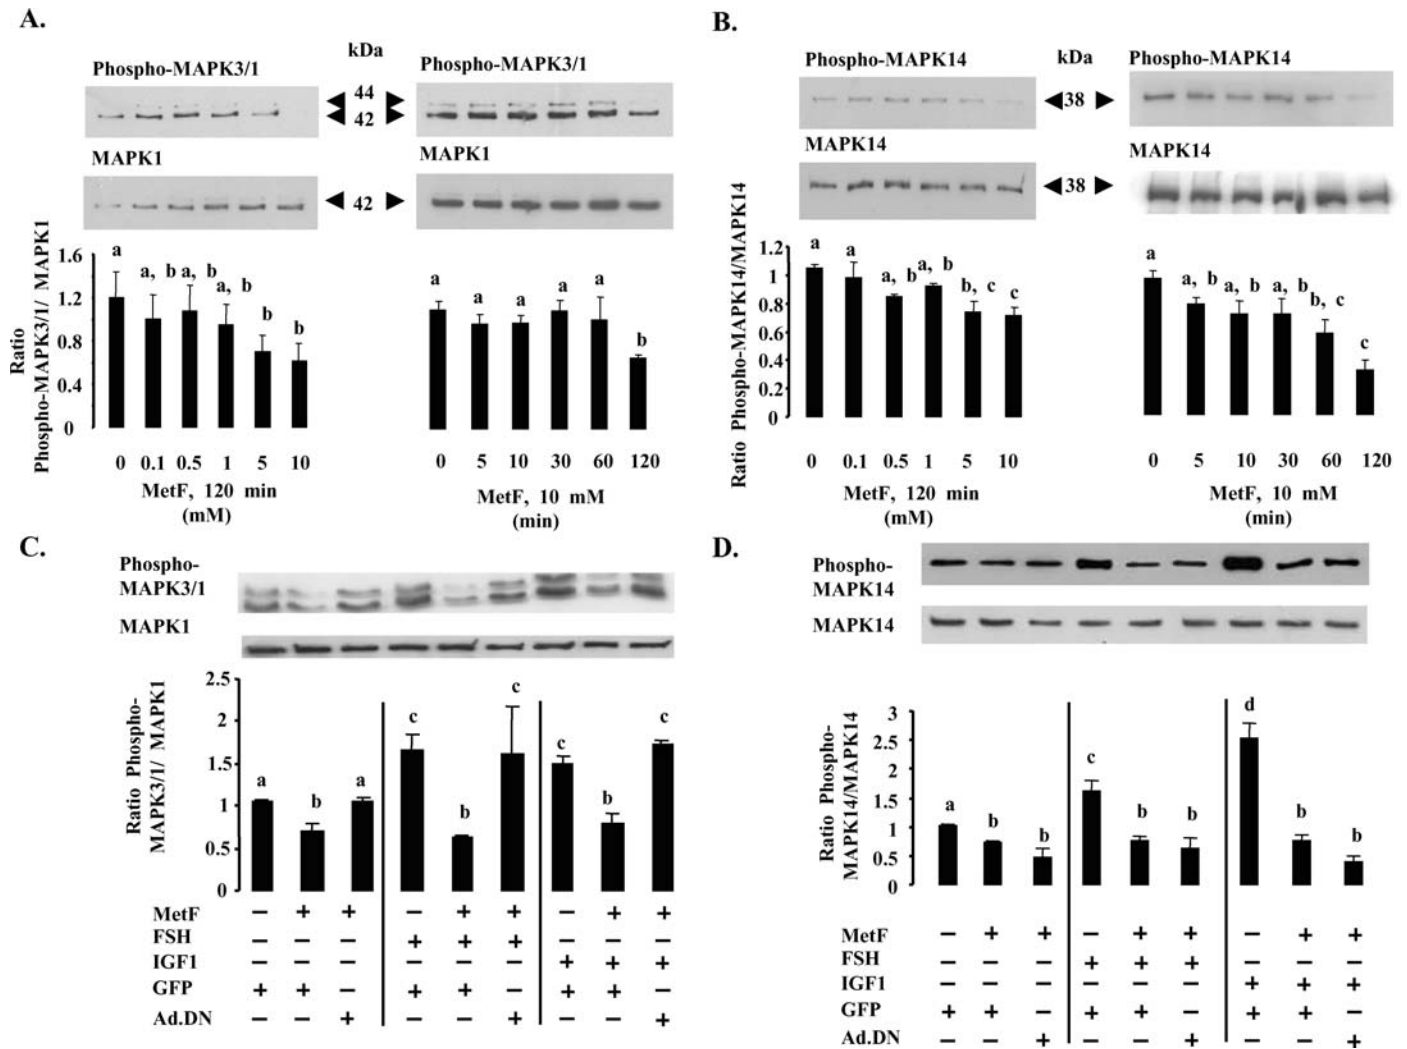 A.
kDa
Phospho-MAPK3/1
Phospho-MAPK3/1
44
42
MAPK1
MAPK1
42
Ratio
Phospho-MAPK3/1/ MAPK1
1.6
1.2
0.8
0.4
0
a
a, b
a, b
a, b
b
b
a
a
a
a
a
b
0 0.1 0.5 1 5 10
MetF, 120 min
(mM)
0 5 10 30 60 120
MetF, 10 mM
(min)
B.
Phospho-MAPK14
kDa
Phospho-MAPK14
38
MAPK14
MAPK14
38
Ratio Phospho-MAPK14/MAPK14
1.2
1
0.8
0.6
0.4
0.2
0
a
a
a, b
a, b
b, c
c
a
a, b
a, b
a, b
b, c
c
0 0.1 0.5 1 5 10
MetF, 120 min
(mM)
0 5 10 30 60 120
MetF, 10 mM
(min)
C.
Phospho-
MAPK3/1
MAPK1
Ratio Phospho-
MAPK3/1/ MAPK1
2.5
2
1.5
1
0.5
0
a
b
a
c
b
c
c
b
c
MetF – + + – + + – + +
FSH – – – + + + – – –
IGF1 – – – – – – + + +
GFP + + – + + – + + –
Ad.DN – – + – – + – – +
D.
Phospho-
MAPK14
MAPK14
Ratio Phospho-
MAPK14/MAPK14
3
2.5
2
1.5
1
0.5
0
a
b
b
c
b
b
d
b
b
MetF – + + – + + – + +
FSH – – – + + + – – –
IGF1 – – – – – – + + +
GFP + + – + + – + + –
Ad.DN – – + – – + – – +